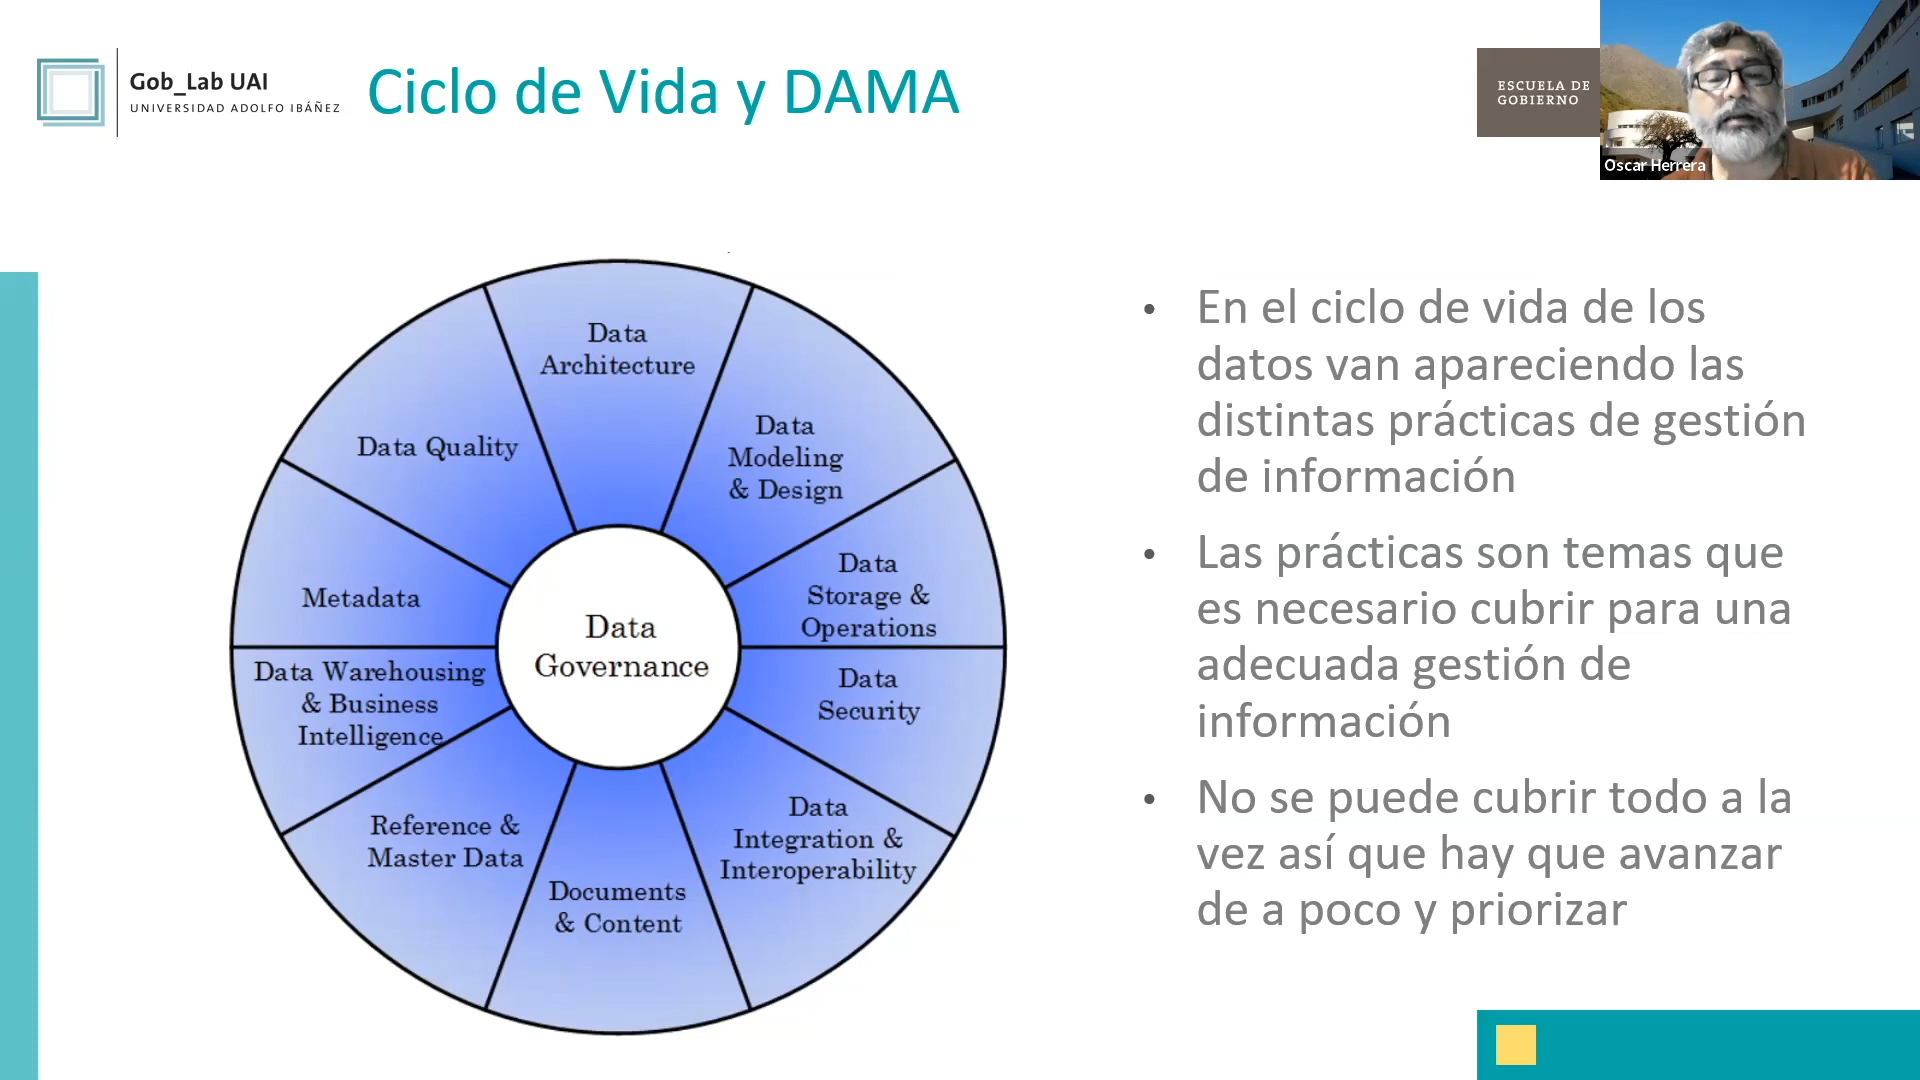 Gob_Lab UAI
UNIVERSIDAD ADOLFO IBÁÑEZ
Ciclo de Vida y DAMA
ESCUELA DE
GOBIERNO
Oscar Herrera
Data
Architecture
Data
Modeling
& Design
Data
Storage &
Operations
Data
Security
Data
Integration &
Interoperability
Documents
& Content
Reference &
Master Data
Data Warehousing
& Business
Intelligence
Metadata
Data Quality
Data
Governance
• En el ciclo de vida de los
datos van apareciendo las
distintas prácticas de gestión
de información
• Las prácticas son temas que
es necesario cubrir para una
adecuada gestión de
información
• No se puede cubrir todo a la
vez así que hay que avanzar
de a poco y priorizar